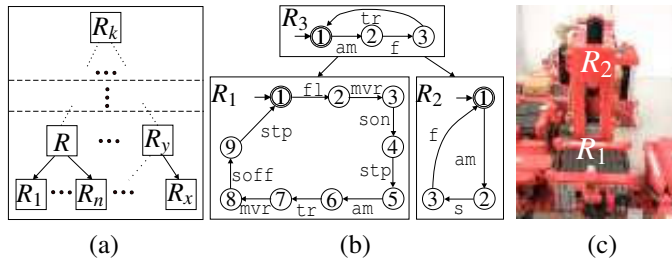 R_k
...
R ... R_y
R_1 ... R_n ... R_x
(a)
R_3
1 2 3
tr
am f
R_1
1 2 3
fl mvr
son
4
stp
5
am
6
tr
7
mvr
8
soff
9
stp
R_2
1
am
2
s
3
f
(b)
R_2
R_1
(c)